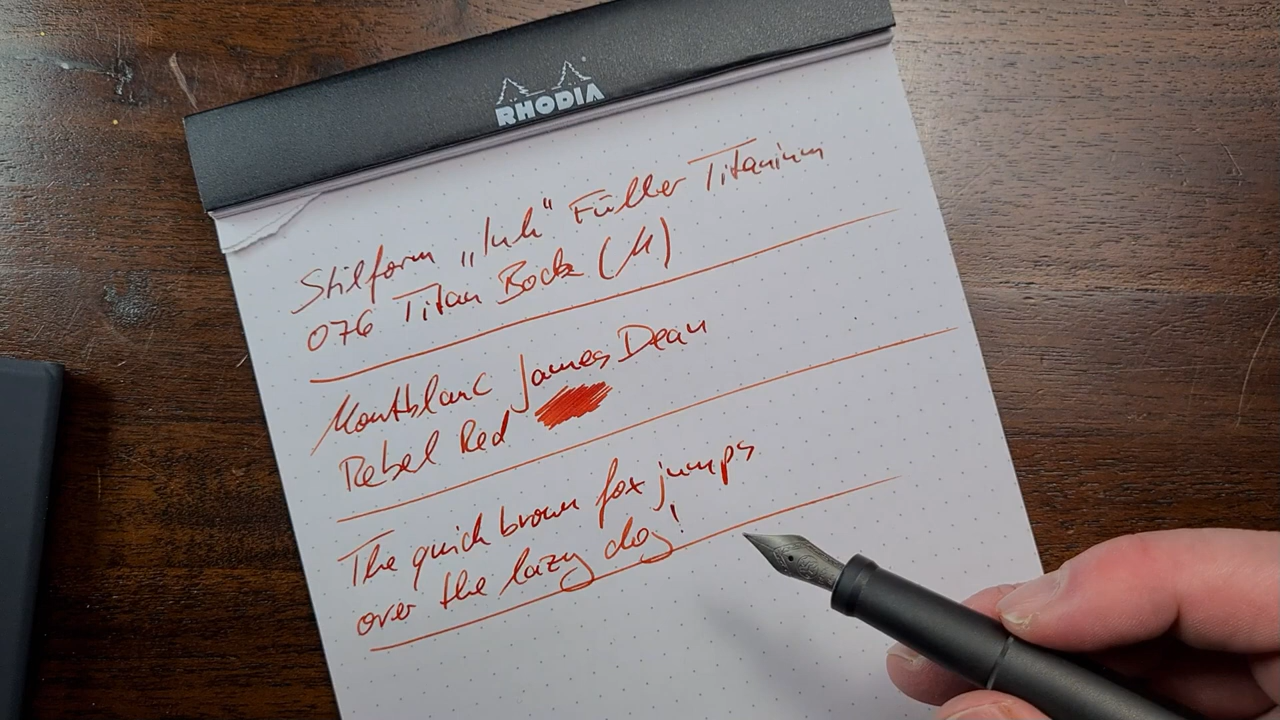 RHODIA
Stilform „Ink“ Füller Titanium
076 Titan Bock (M)
Montblanc James Dean
Rebel Red
The quick brown fox jumps
over the lazy dog!